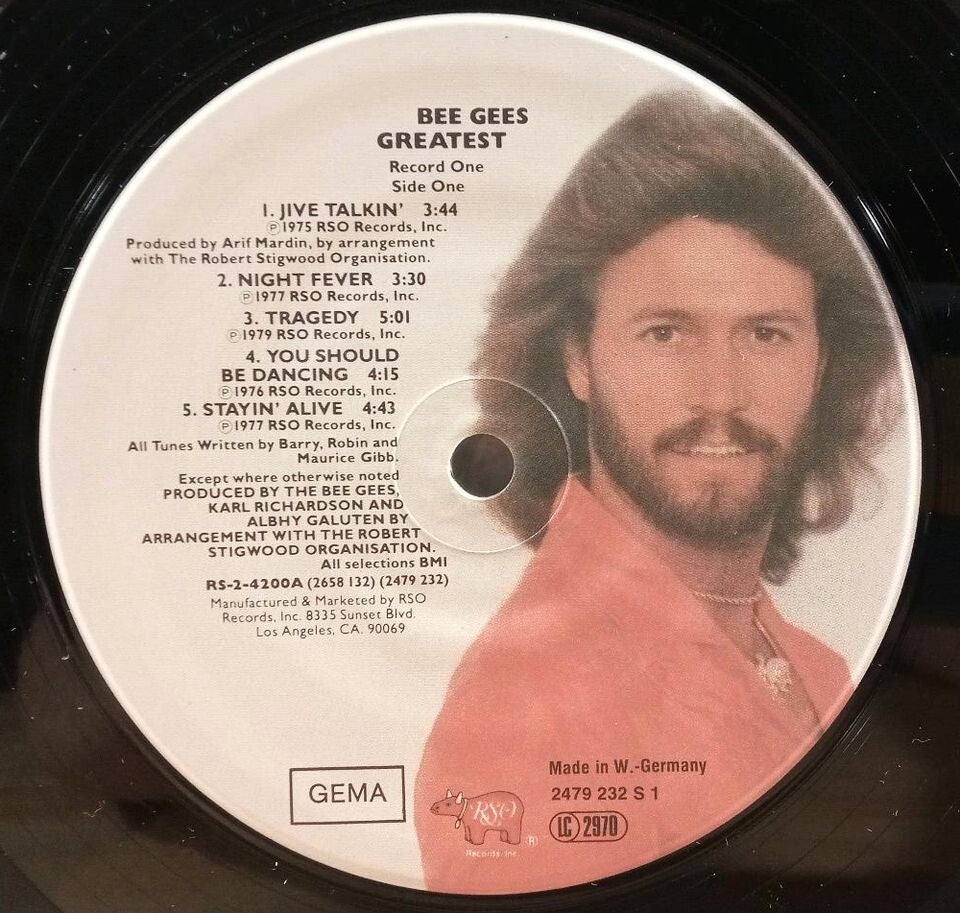 BEE GEES
GREATEST
Record One
Side One
1. JIVE TALKIN' 3:44
℗1975 RSO Records, Inc.
Produced by Arif Mardin, by arrangement
with The Robert Stigwood Organisation.
2. NIGHT FEVER 3:30
℗1977 RSO Records, Inc.
3. TRAGEDY 5:01
℗1979 RSO Records, Inc.
4. YOU SHOULD
BE DANCING 4:15
℗1976 RSO Records, Inc.
5. STAYIN' ALIVE 4:43
℗1977 RSO Records, Inc.
All Tunes Written by Barry, Robin and
Maurice Gibb.
Except where otherwise noted
PRODUCED BY THE BEE GEES,
KARL RICHARDSON AND
ALBHY GALUTEN BY
ARRANGEMENT WITH THE ROBERT
STIGWOOD ORGANISATION.
All selections BMI
RS-2-4200A (2658 132) (2479 232)
Manufactured & Marketed by RSO
Records, Inc. 8335 Sunset Blvd.
Los Angeles, CA. 90069
GEMA
RSO
®
Records Inc.
Made in W.-Germany
2479 232 S 1
LC 2970